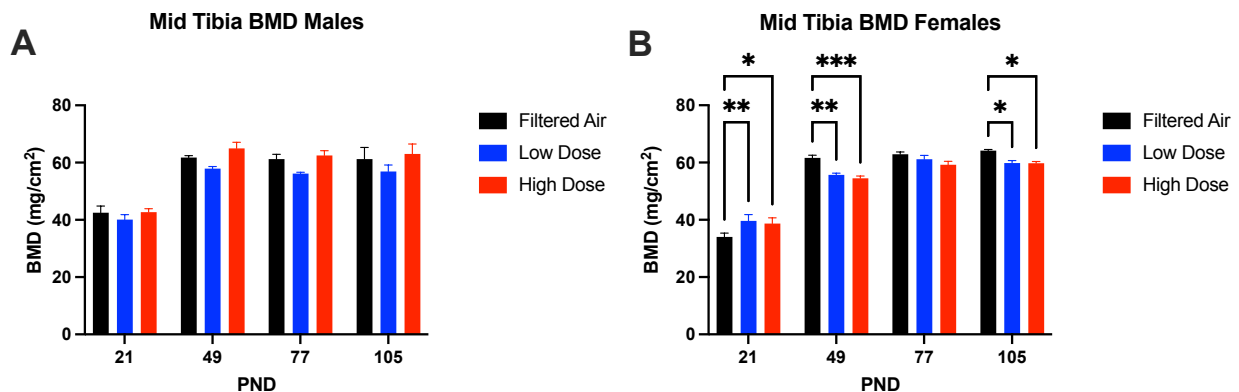 A
Mid Tibia BMD Males
BMD (mg/cm²)
80
60
40
20
0
21 49 77 105
PND
Filtered Air
Low Dose
High Dose
B
Mid Tibia BMD Females
BMD (mg/cm²)
80
60
40
20
0
* *** *
** ** *
21 49 77 105
PND
Filtered Air
Low Dose
High Dose